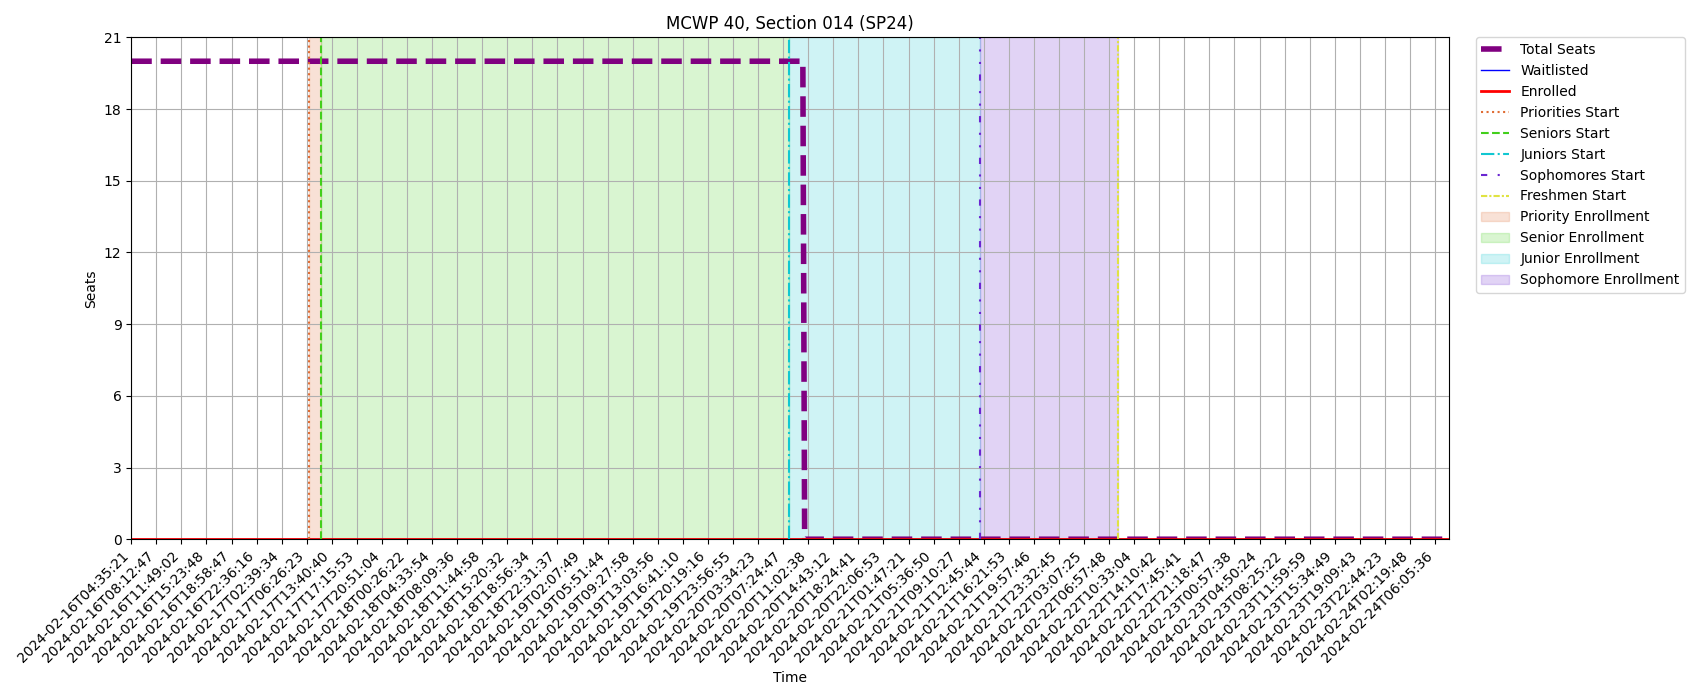 MCWP 40, Section 014 (SP24)
21
18
15
12
9
6
3
0
Seats
2024-02-16T04:35:21
2024-02-16T08:12:47
2024-02-16T11:49:02
2024-02-16T15:23:48
2024-02-16T18:58:47
2024-02-16T22:36:16
2024-02-17T02:39:34
2024-02-17T06:26:23
2024-02-17T13:40:40
2024-02-17T17:15:53
2024-02-17T20:51:04
2024-02-18T00:26:22
2024-02-18T04:33:54
2024-02-18T08:09:36
2024-02-18T11:44:58
2024-02-18T15:20:32
2024-02-18T18:56:34
2024-02-18T22:31:37
2024-02-19T02:07:49
2024-02-19T05:51:44
2024-02-19T09:27:58
2024-02-19T13:03:56
2024-02-19T16:41:10
2024-02-19T20:19:16
2024-02-19T23:56:55
2024-02-20T03:34:23
2024-02-20T07:24:47
2024-02-20T11:02:38
2024-02-20T14:43:12
2024-02-20T18:24:41
2024-02-20T22:06:53
2024-02-21T01:47:21
2024-02-21T05:36:50
2024-02-21T09:10:27
2024-02-21T12:45:44
2024-02-21T16:21:53
2024-02-21T19:57:46
2024-02-21T23:32:45
2024-02-22T03:07:25
2024-02-22T06:57:48
2024-02-22T10:33:04
2024-02-22T14:10:42
2024-02-22T17:45:41
2024-02-22T21:18:47
2024-02-23T00:57:38
2024-02-23T04:50:24
2024-02-23T08:25:22
2024-02-23T11:59:59
2024-02-23T15:34:49
2024-02-23T19:09:43
2024-02-23T22:44:23
2024-02-24T02:19:48
2024-02-24T06:05:36
Time
Total Seats
Waitlisted
Enrolled
Priorities Start
Seniors Start
Juniors Start
Sophomores Start
Freshmen Start
Priority Enrollment
Senior Enrollment
Junior Enrollment
Sophomore Enrollment